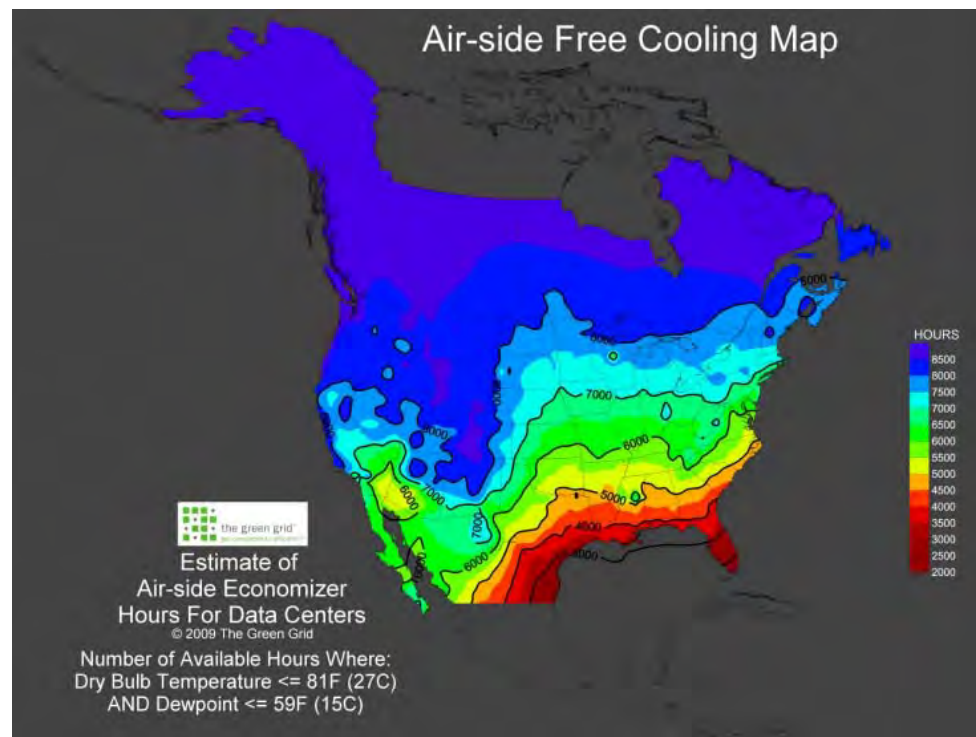 Air-side Free Cooling Map
8000
8000
8000
7000
6000
8000
6000
7000
5000
7000
4000
6000
HOURS
8500
8000
7500
7000
6500
6000
5500
5000
4500
4000
3500
3000
2500
2000
the green grid™
Estimate of
Air-side Economizer
Hours For Data Centers
© 2009 The Green Grid
Number of Available Hours Where:
Dry Bulb Temperature <= 81F (27C)
AND Dewpoint <= 59F (15C)